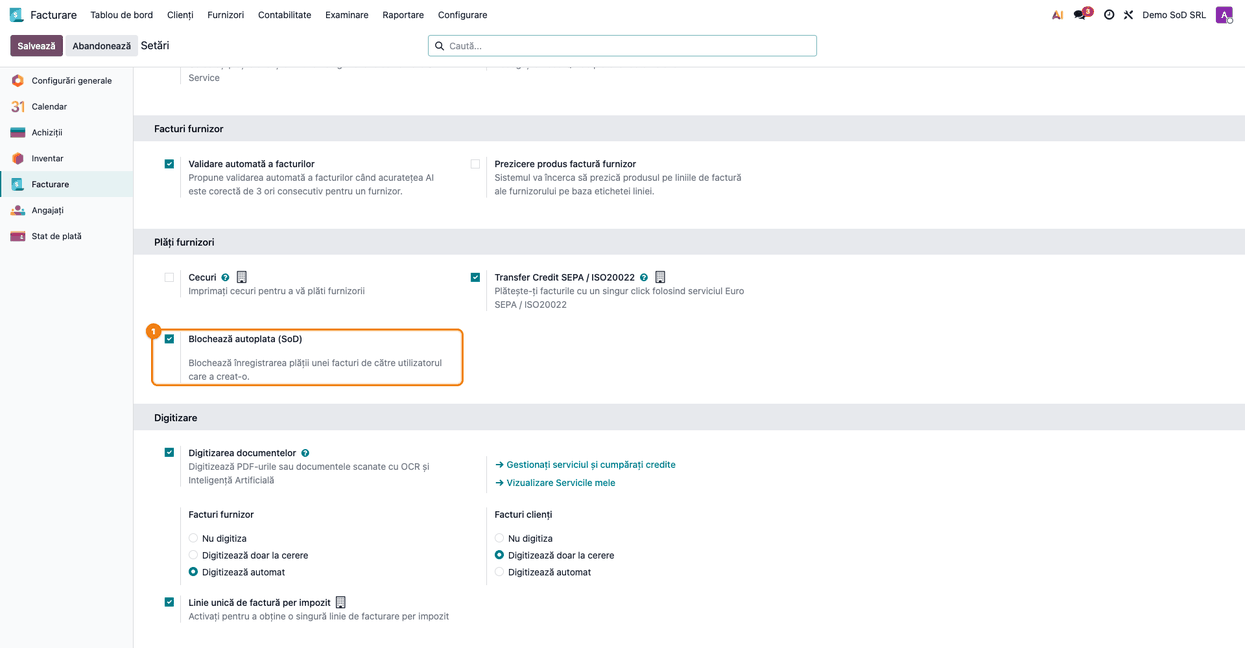 Facturare
Tablou de bord
Clienți
Furnizori
Contabilitate
Examinare
Raportare
Configurare
AI
3
Demo SoD SRL
A
Salvează
Abandonează
Setări
Caută...
Configurări generale
31 Calendar
Achiziții
Inventar
Facturare
Angajați
Stat de plată
Service
Facturi furnizor
Validare automată a facturilor
Propune validarea automată a facturilor când acuratețea AI
este corectă de 3 ori consecutiv pentru un furnizor.
Prezicere produs factură furnizor
Sistemul va încerca să prezică produsul pe liniile de factură
ale furnizorului pe baza etichetei liniei.
Plăți furnizori
Cecuri
Imprimați cecuri pentru a vă plăti furnizorii
Transfer Credit SEPA / ISO20022
Plătește-ți facturile cu un singur click folosind serviciul Euro
SEPA / ISO20022
1
Blochează autoplata (SoD)
Blochează înregistrarea plății unei facturi de către utilizatorul
care a creat-o.
Digitizare
Digitizarea documentelor
Digitizează PDF-urile sau documentele scanate cu OCR și
Inteligență Artificială
Gestionați serviciul și cumpărați credite
Vizualizare Servicile mele
Facturi furnizor
Nu digitiza
Digitizează doar la cerere
Digitizează automat
Facturi clienți
Nu digitiza
Digitizează doar la cerere
Digitizează automat
Linie unică de factură per impozit
Activați pentru a obține o singură linie de facturare per impozit